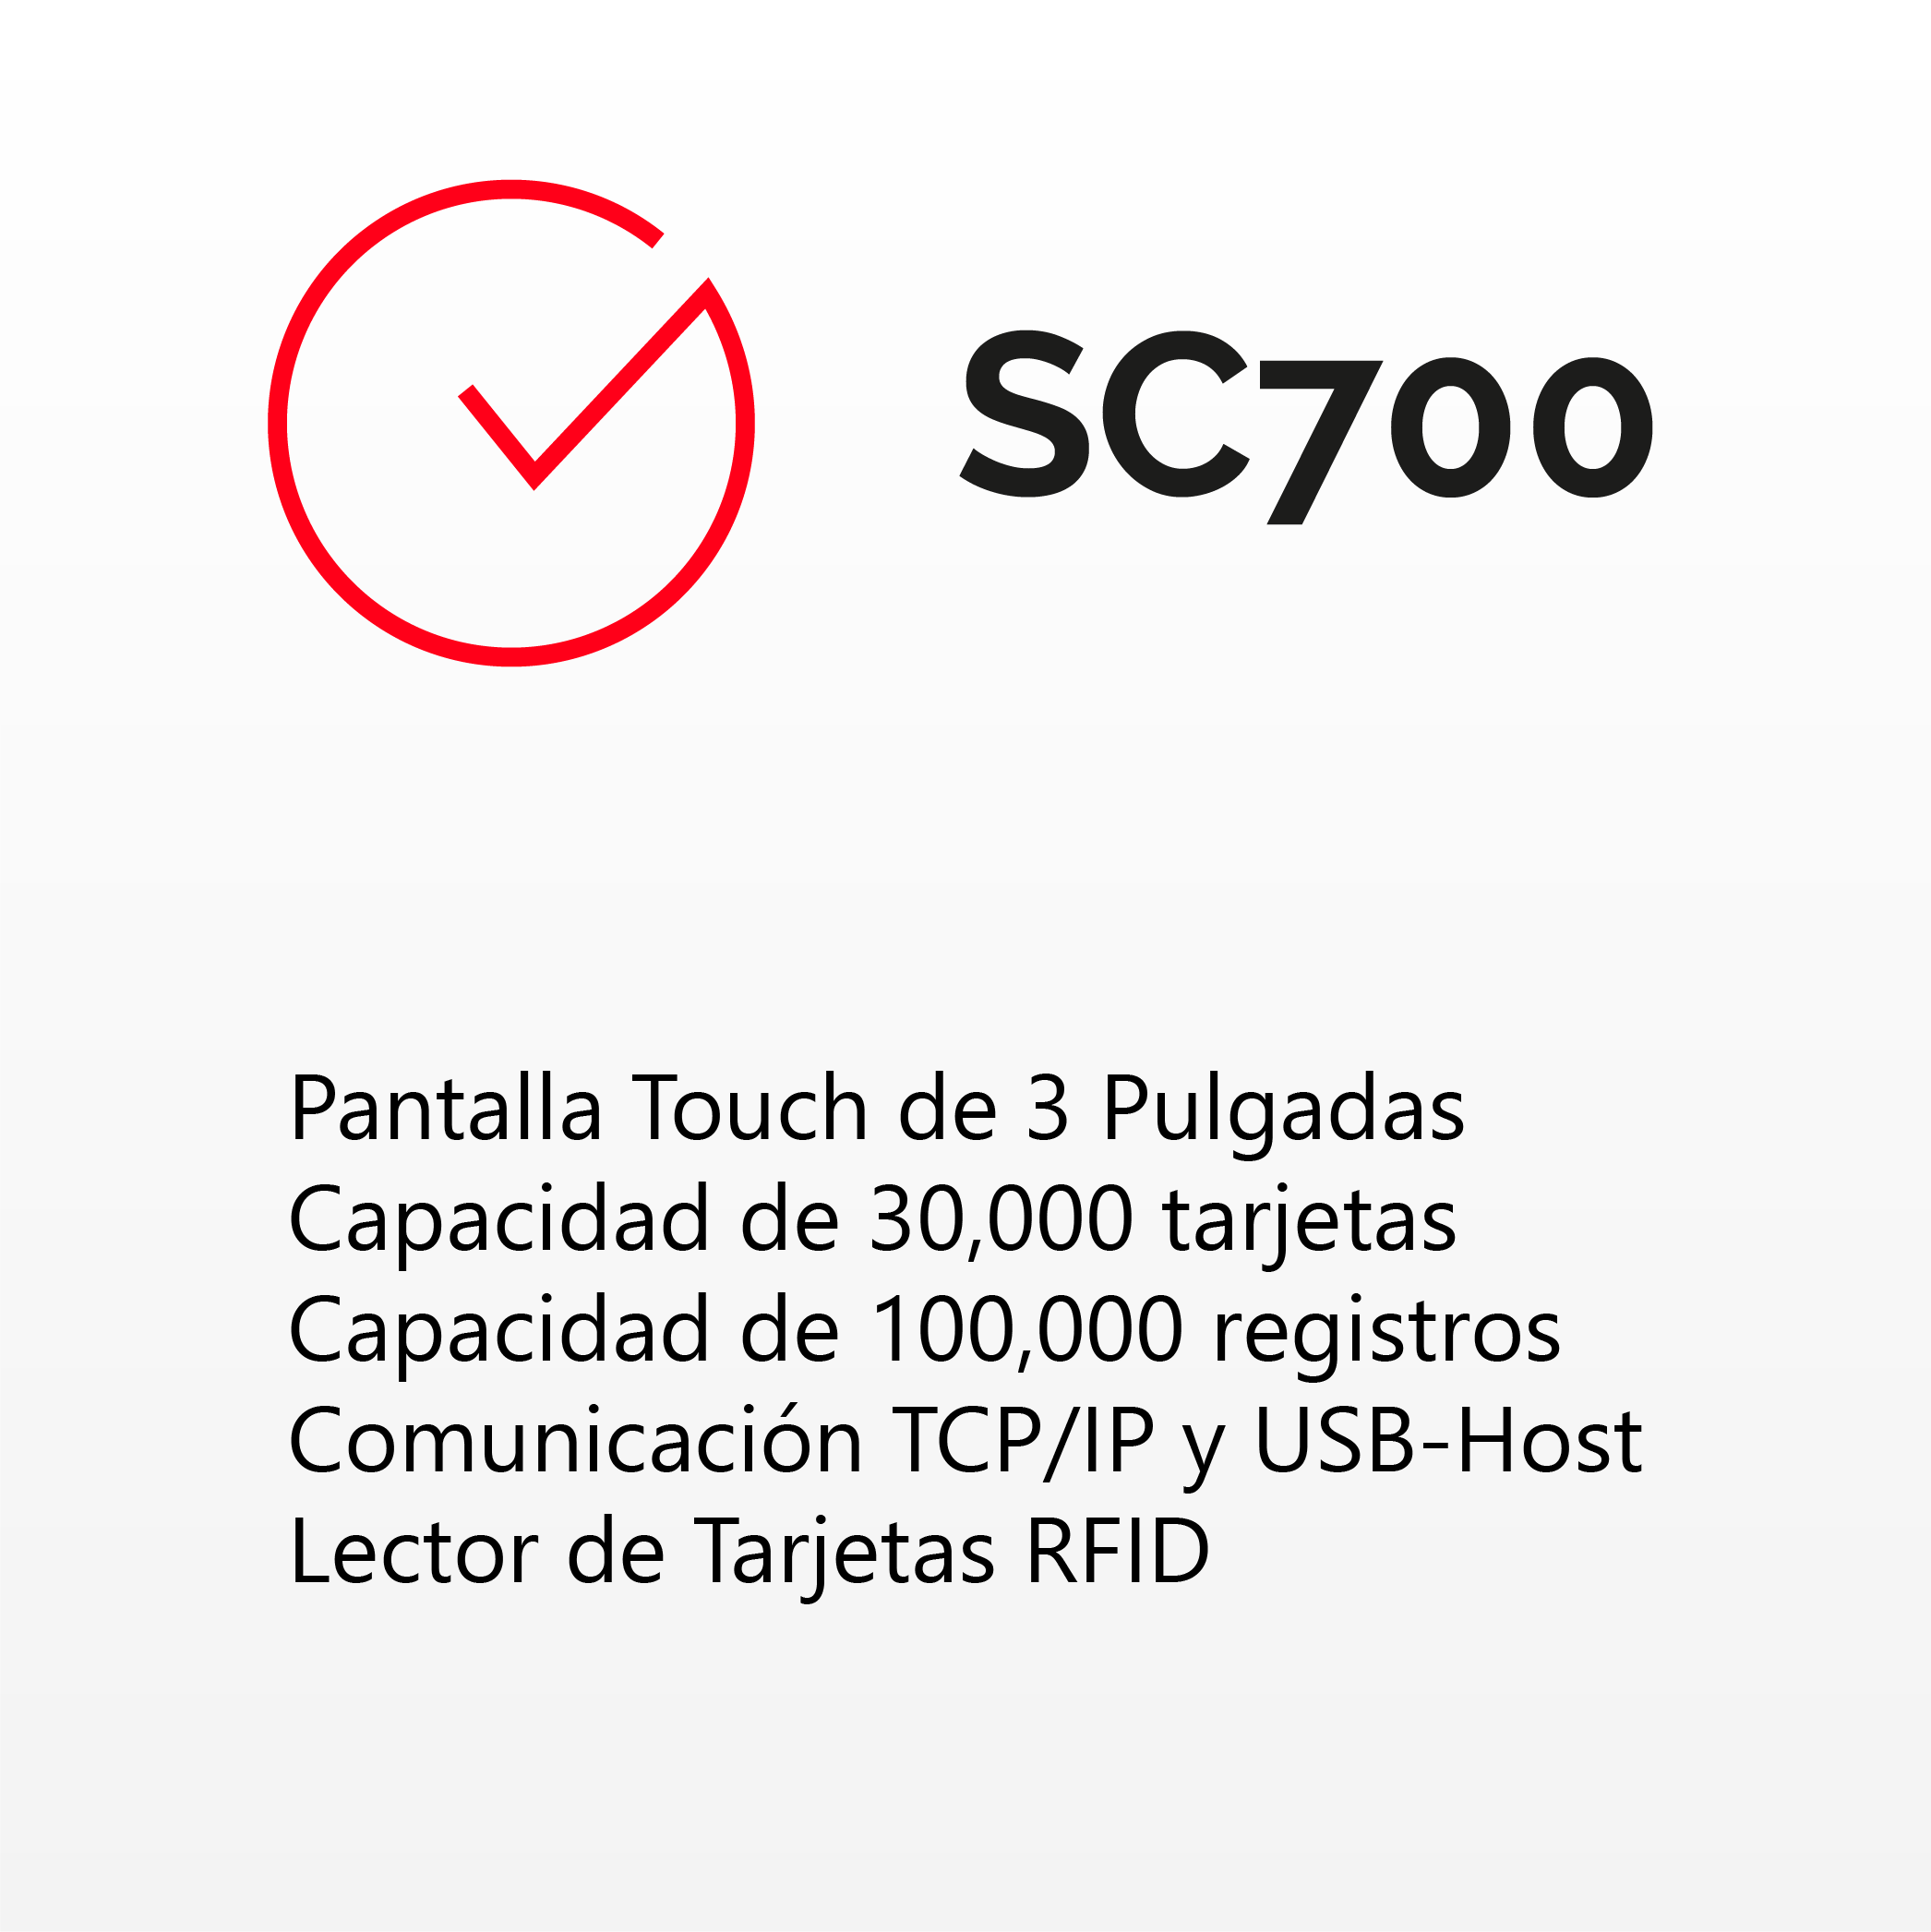 SC700
Pantalla Touch de 3 Pulgadas
Capacidad de 30,000 tarjetas
Capacidad de 100,000 registros
Comunicación TCP/IP y USB-Host
Lector de Tarjetas RFID